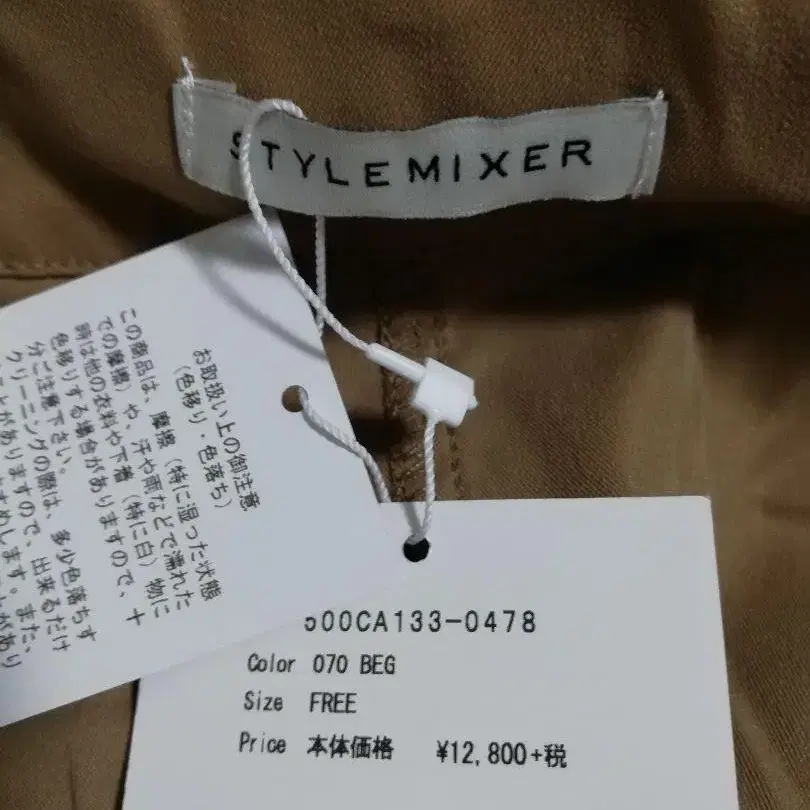 STYLEMIXER
お取扱い上の御注意
(色移り・色落ち)
この商品は、摩擦(特に湿った状態
での摩擦)や、汗や雨などで濡れた
時は他の衣料や下着(特に白)物に
色移りする場合がありますので、十
分ご注意下さい。
クリーニングの際は、多少色落ちす
ることがありますので、出来るだけ
500CA133-0478
Color 070 BEG
Size FREE
Price 本体価格 ¥12,800+税